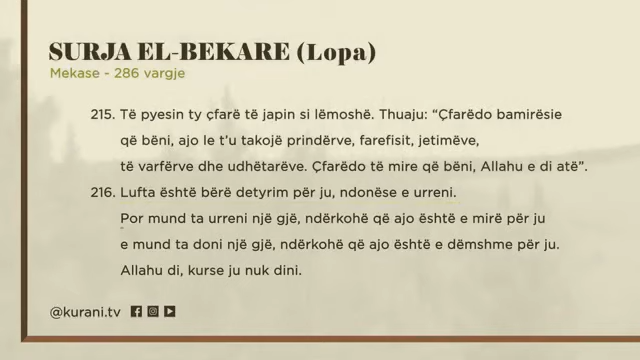 SURJA EL-BEKARE (Lopa)
Mekase - 286 vargje
215. Të pyesin ty çfarë të japin si lëmoshë. Thuaju: “Çfarëdo bamirësie
që bëni, ajo le t’u takojë prindërve, farefisit, jetimëve,
të varfërve dhe udhëtarëve. Çfarëdo të mire që bëni, Allahu e di atë”.
216. Lufta është bërë detyrim për ju, ndonëse e urreni.
Por mund ta urreni një gjë, ndërkohë që ajo është e mirë për ju
e mund ta doni një gjë, ndërkohë që ajo është e dëmshme për ju.
Allahu di, kurse ju nuk dini.
@kurani.tv